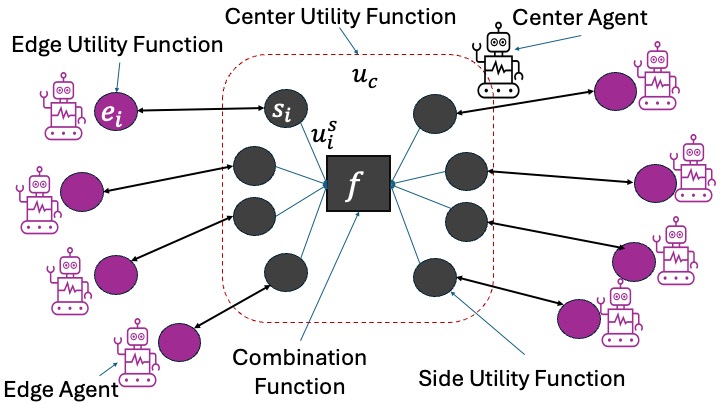 Center Utility Function
Center Agent
Edge Utility Function
u_c
e_i
s_i
u_i^s
f
Combination
Function
Side Utility Function
Edge Agent